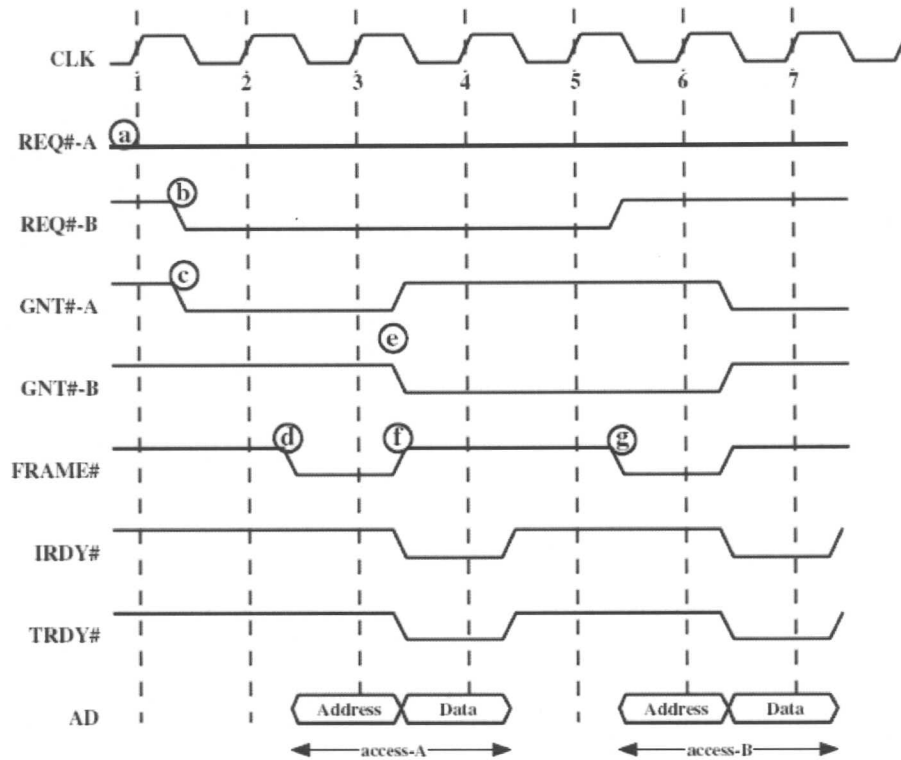 CLK
1 2 3 4 5 6 7
REQ#-A a
REQ#-B b
GNT#-A c
e
GNT#-B
FRAME# d f g
IRDY#
TRDY#
AD Address Data Address Data
access-A access-B